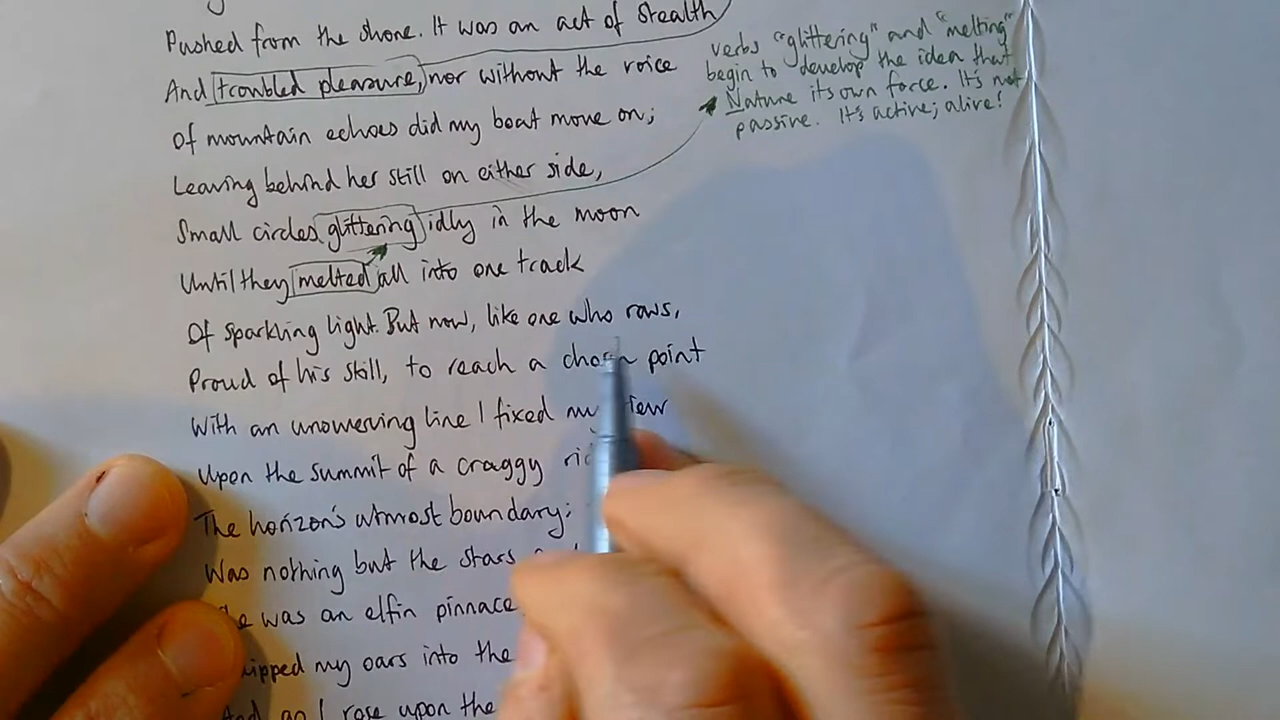 Pushed from the shore. It was an act of stealth
And troubled pleasure, nor without the voice
Of mountain echoes did my boat move on;
Leaving behind her still on either side,
Small circles glittering idly in the moon
Until they melted all into one track
Of sparkling light. But now, like one who rows,
Proud of his skill, to reach a chosen point
With an unswerving line I fixed my view
Upon the summit of a craggy
The horizon's utmost boundary;
Was nothing but the stars
was an elfin pinnace
my oars into the
I rose upon the
verbs "glittering" and "melting"
begin to develop the idea that
Nature its own force. It's not
passive. It's active; alive!